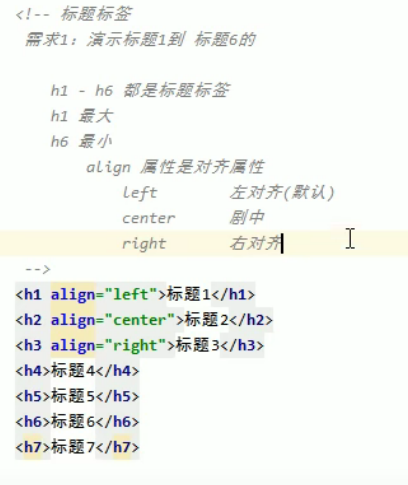 <!-- 标题标签
需求1：演示标题1到 标题6的
h1 - h6 都是标题标签
h1 最大
h6 最小
align 属性是对齐属性
left 左对齐(默认)
center 剧中
right 右对齐
-->
<h1 align="left">标题1</h1>
<h2 align="center">标题2</h2>
<h3 align="right">标题3</h3>
<h4>标题4</h4>
<h5>标题5</h5>
<h6>标题6</h6>
<h7>标题7</h7>